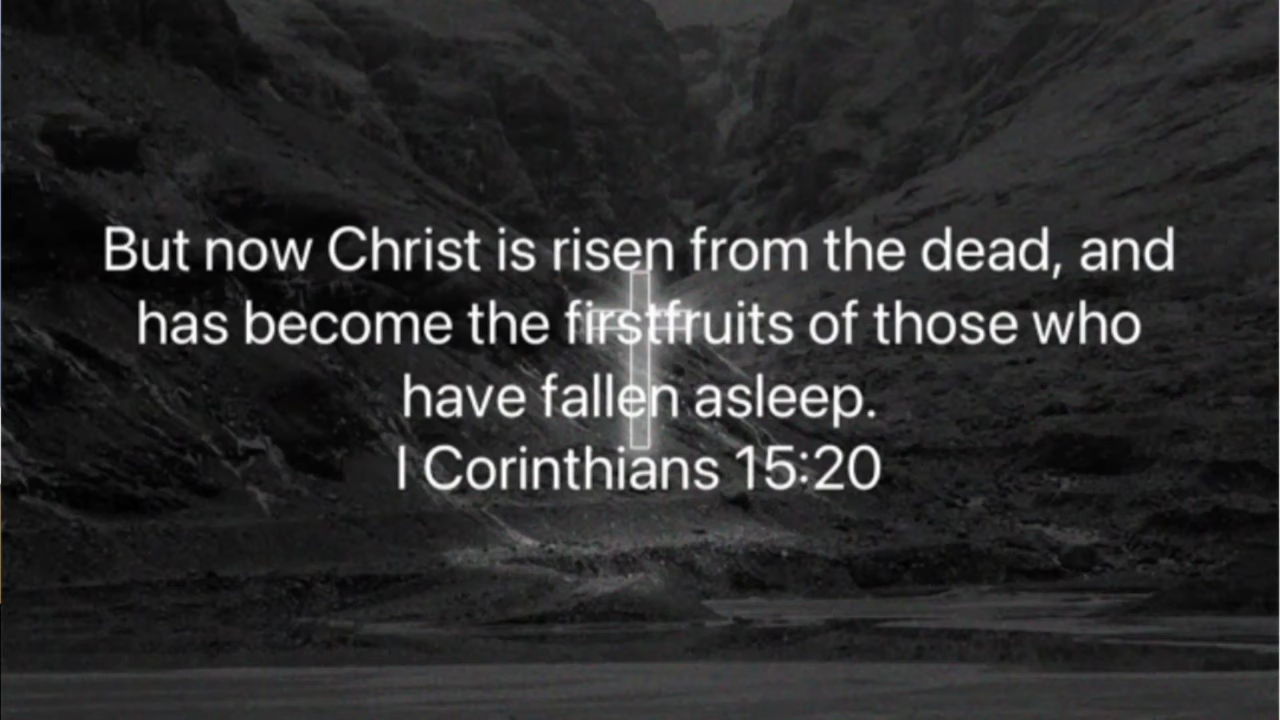 But now Christ is risen from the dead, and
has become the firstfruits of those who
have fallen asleep.
I Corinthians 15:20